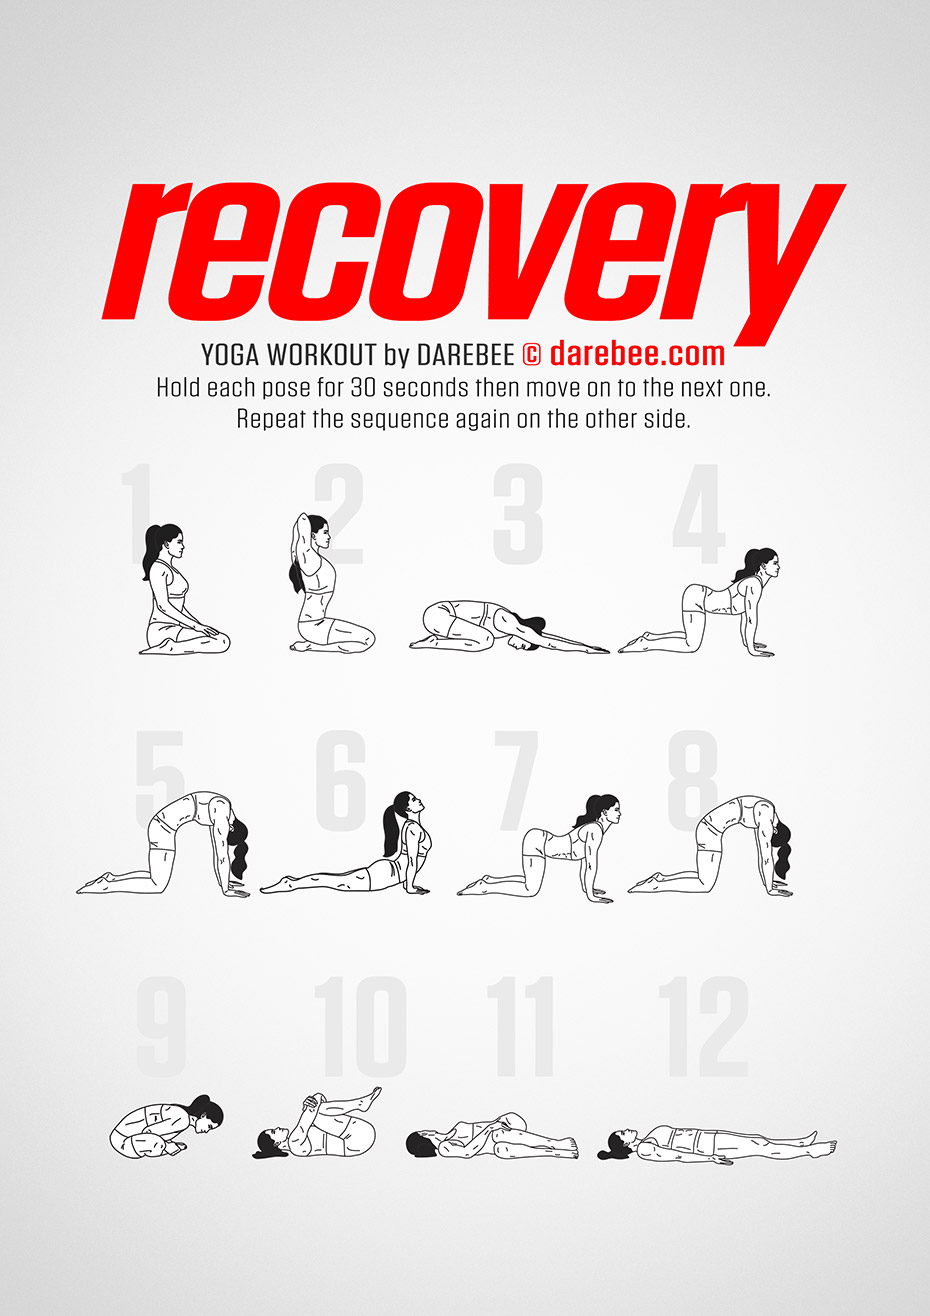 recovery
YOGA WORKOUT by DAREBEE © darebee.com
Hold each pose for 30 seconds then move on to the next one.
Repeat the sequence again on the other side.
1 2 3 4
5 6 7 8
9 10 11 12